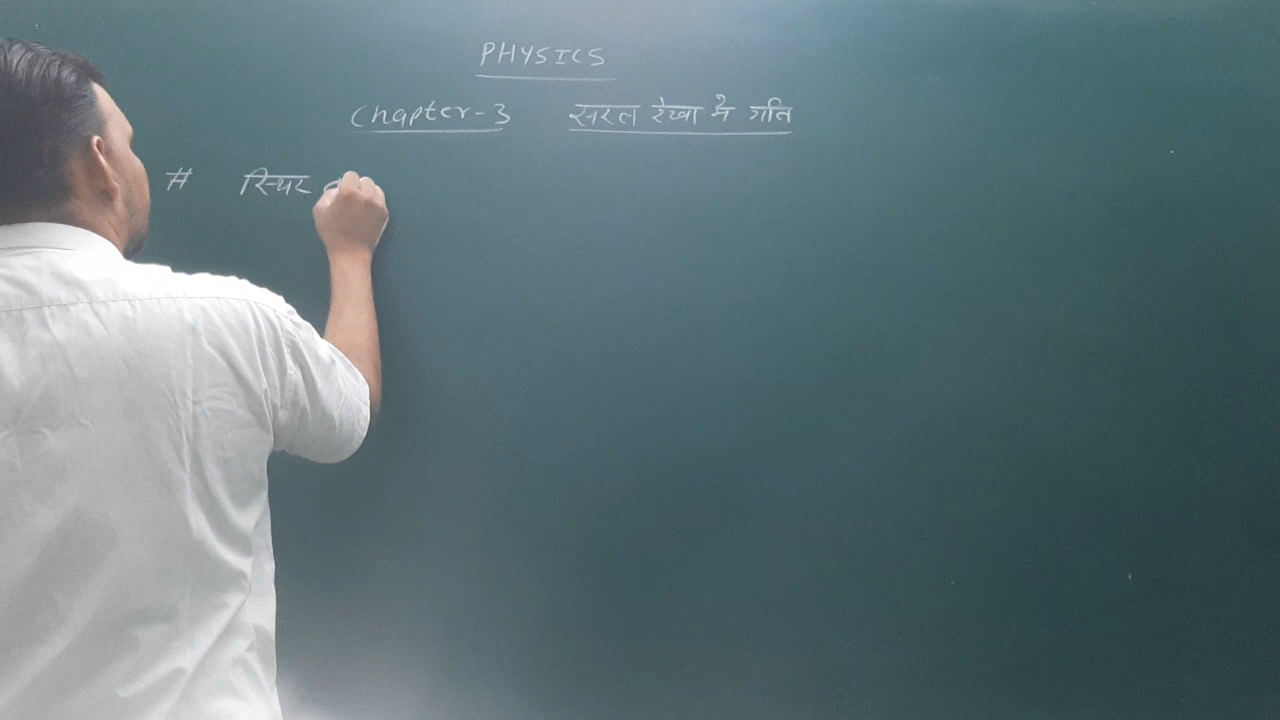 PHYSICS
Chapter-3 सरल रेखा में गति
# स्थिर